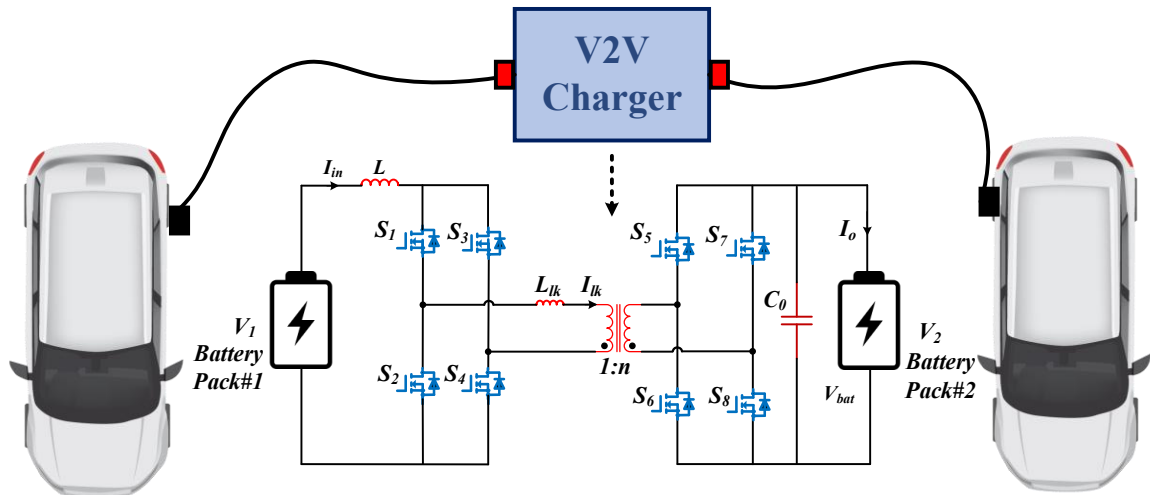 V2V
Charger
I_in
L
S_1
S_3
S_5
S_7
I_o
L_lk
I_lk
C_0
V_1
Battery
Pack#1
V_2
Battery
Pack#2
1:n
S_2
S_4
S_6
S_8
V_bat